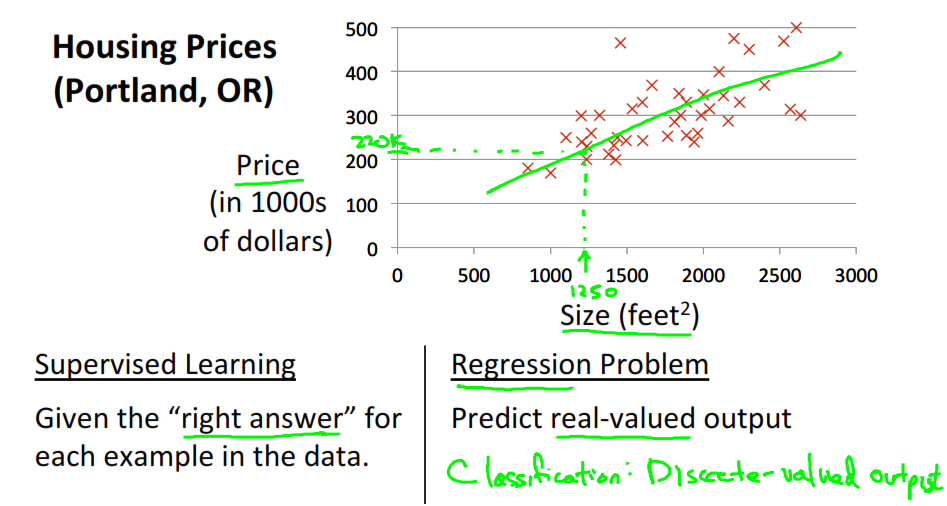 Housing Prices
(Portland, OR)
500
400
300
220K
200
100
0
Price
(in 1000s
of dollars)
0 500 1000 1500 2000 2500 3000
1250
Size (feet²)
Supervised Learning
Given the “right answer” for
each example in the data.
Regression Problem
Predict real-valued output
Classification: Discrete-valued output